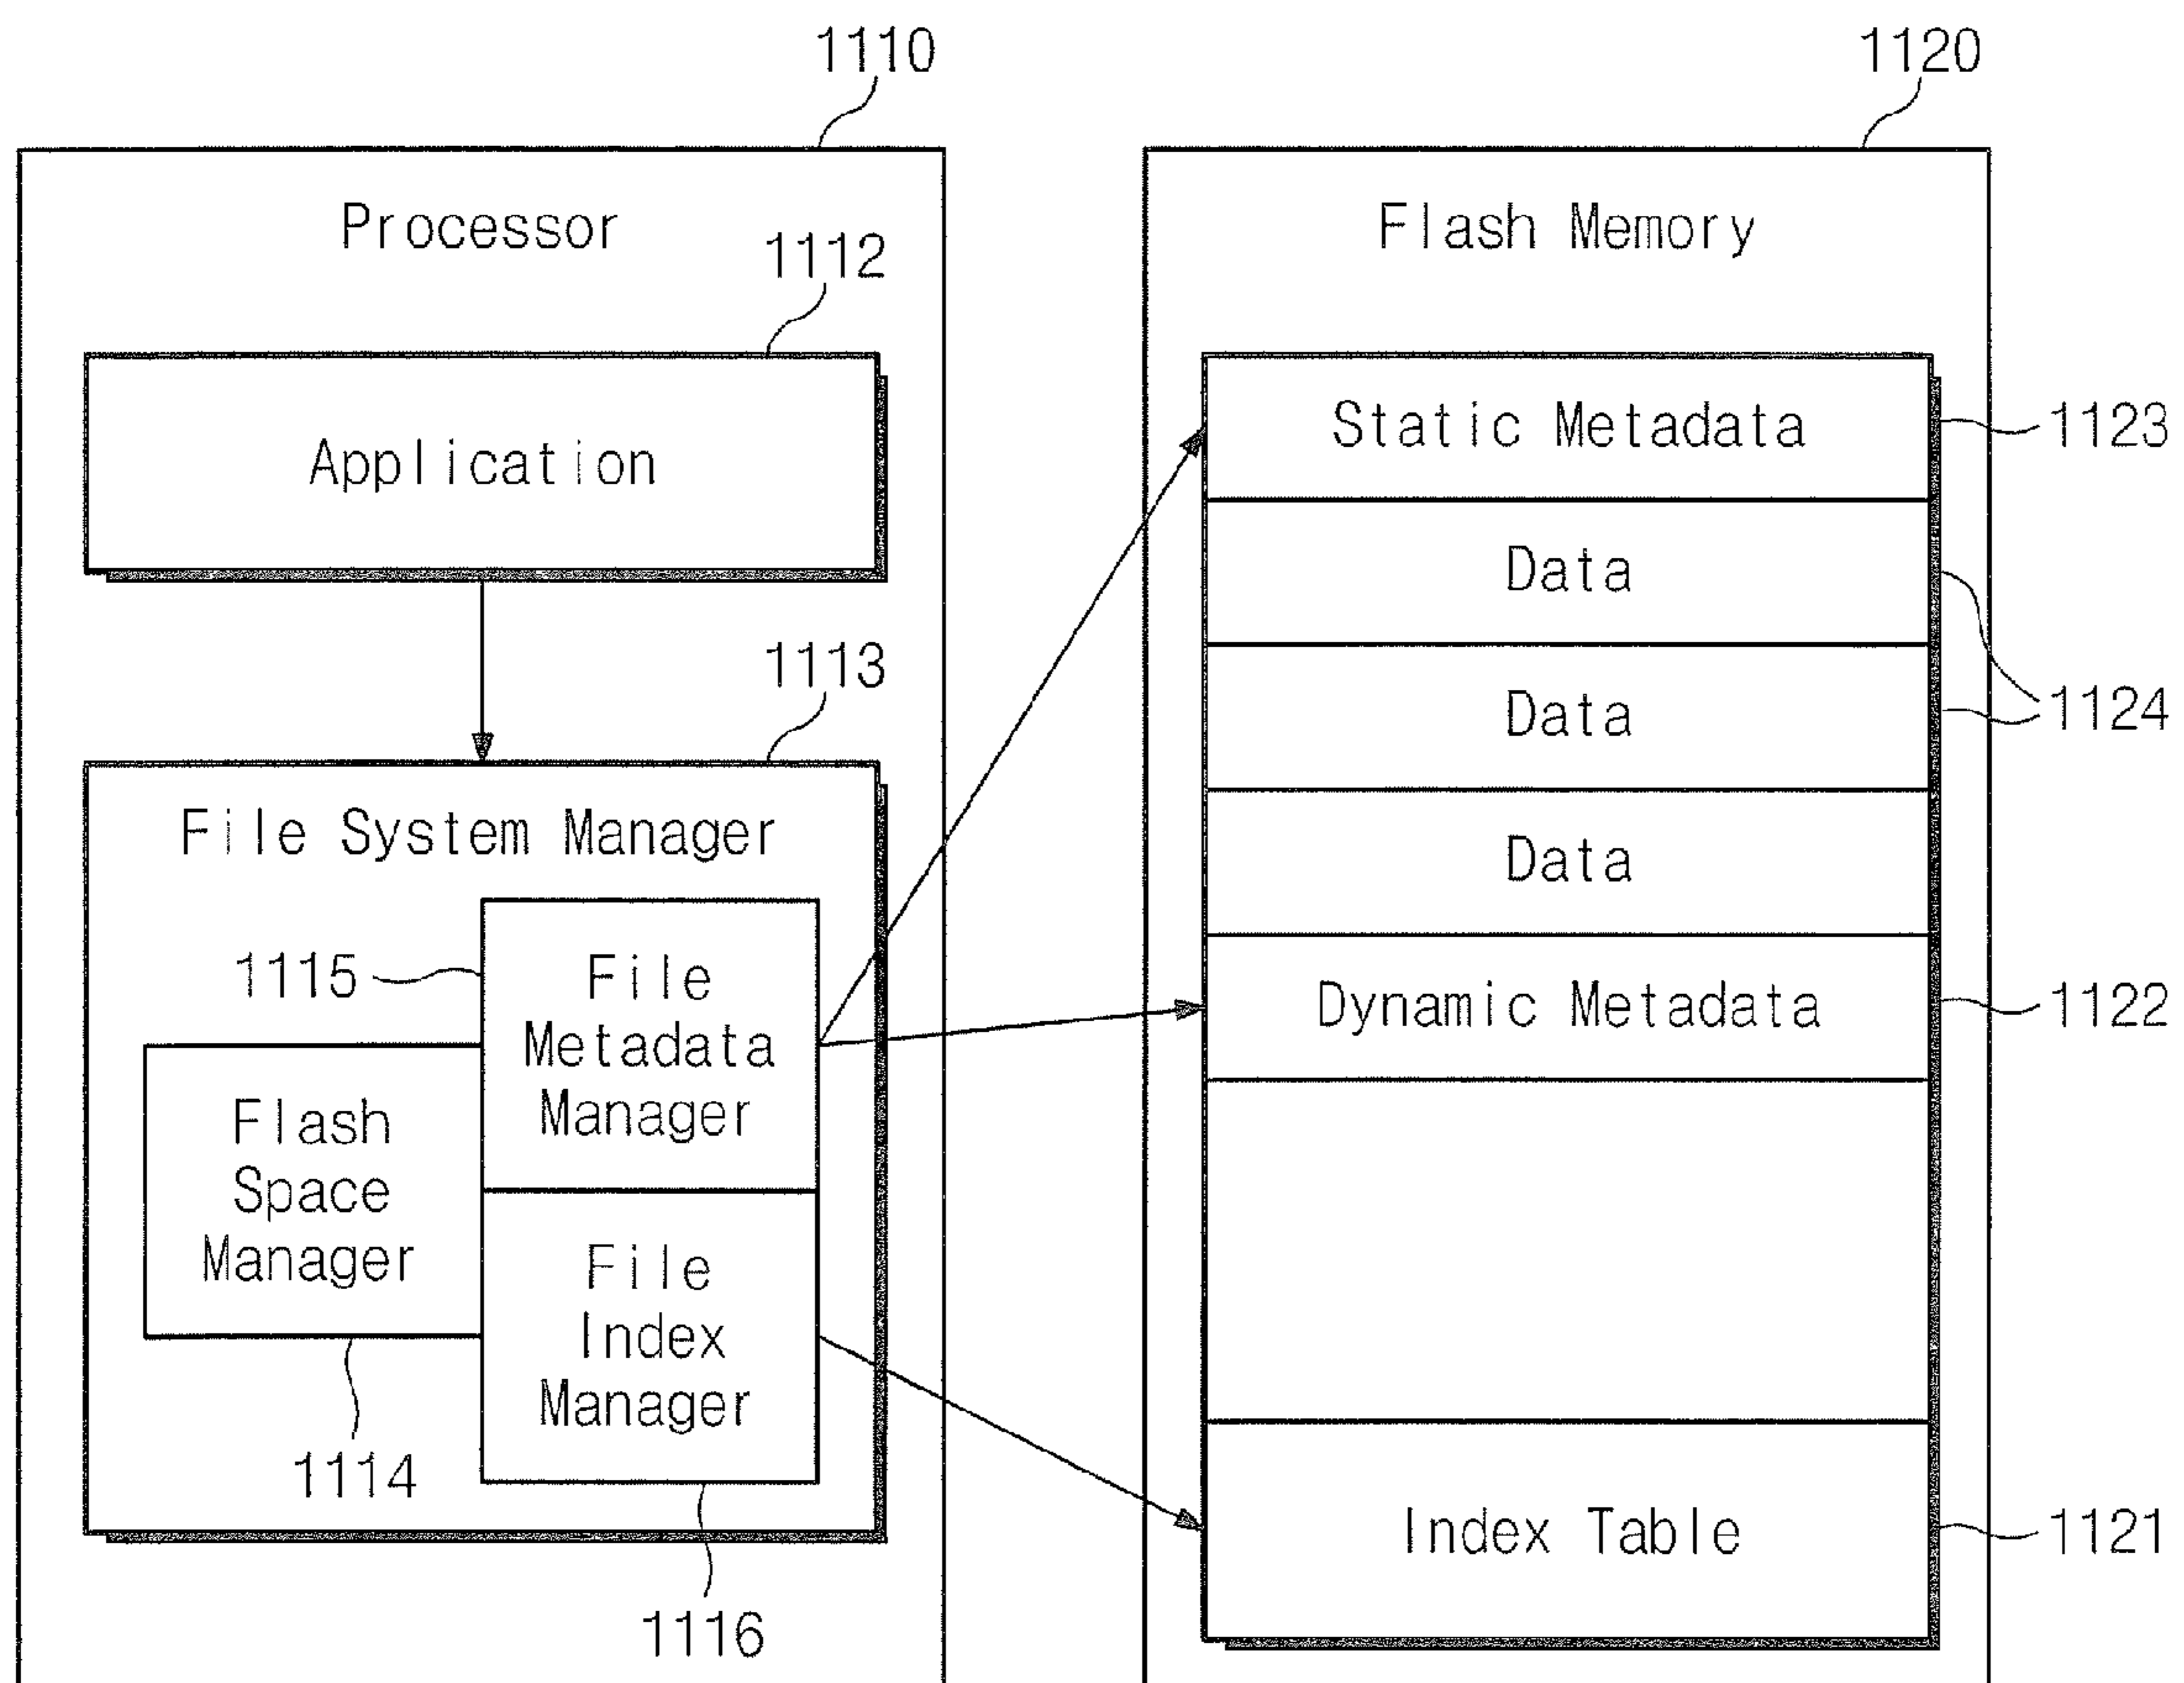 1110
1120
Processor
Flash Memory
1112
Application
Static Metadata
1123
Data
1113
Data
1124
File System Manager
Data
1115
File
Metadata
Manager
Dynamic Metadata
1122
Flash
Space
Manager
File
Index
Manager
1114
Index Table
1121
1116